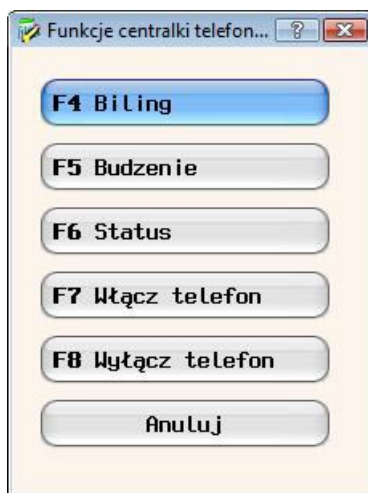 Funkcje centralki telefon...
F4 Biling
F5 Budzenie
F6 Status
F7 Włącz telefon
F8 Wyłącz telefon
Anuluj